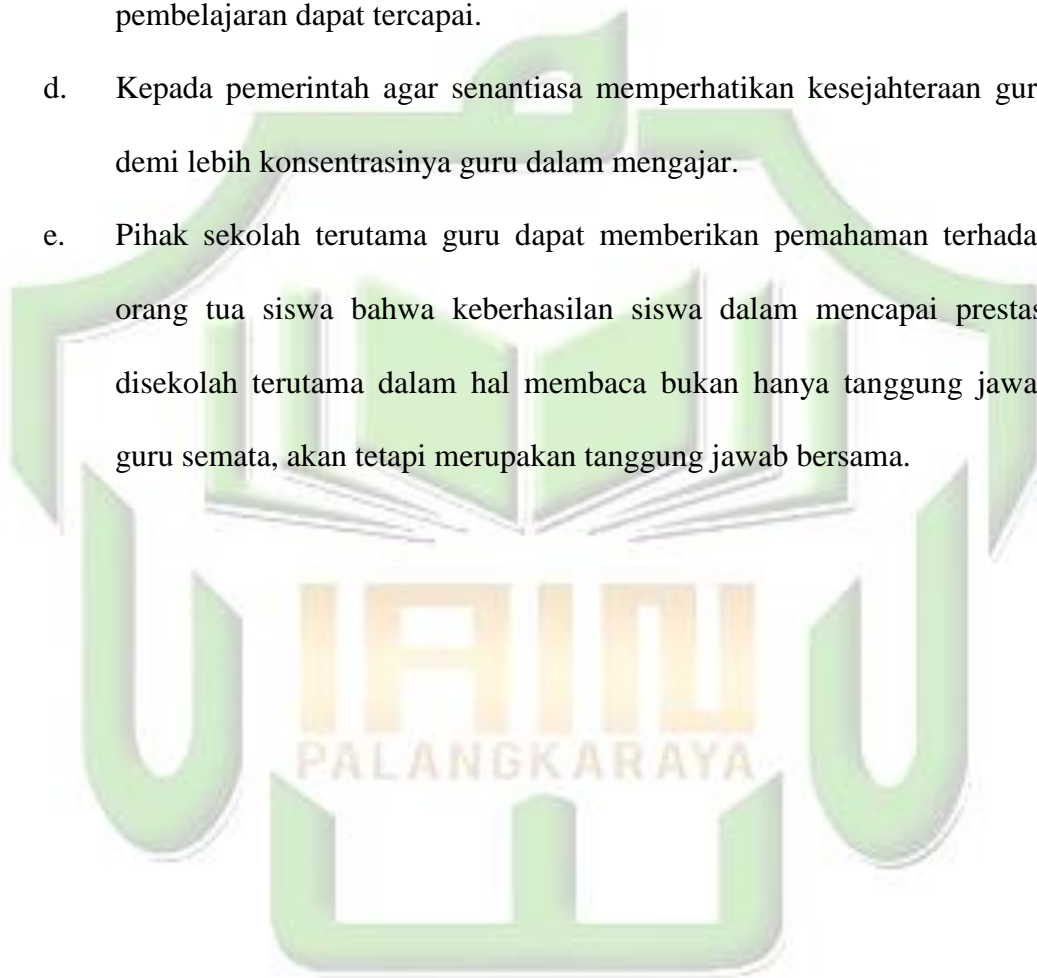 pembelajaran dapat tercapai.
d. Kepada pemerintah agar senantiasa memperhatikan kesejahteraan gur
demi lebih konsentrasinya guru dalam mengajar.
e. Pihak sekolah terutama guru dapat memberikan pemahaman terhada
orang tua siswa bahwa keberhasilan siswa dalam mencapai prestas
disekolah terutama dalam hal membaca bukan hanya tanggung jawa
guru semata, akan tetapi merupakan tanggung jawab bersama.
IAIN
PALANGKARAYA